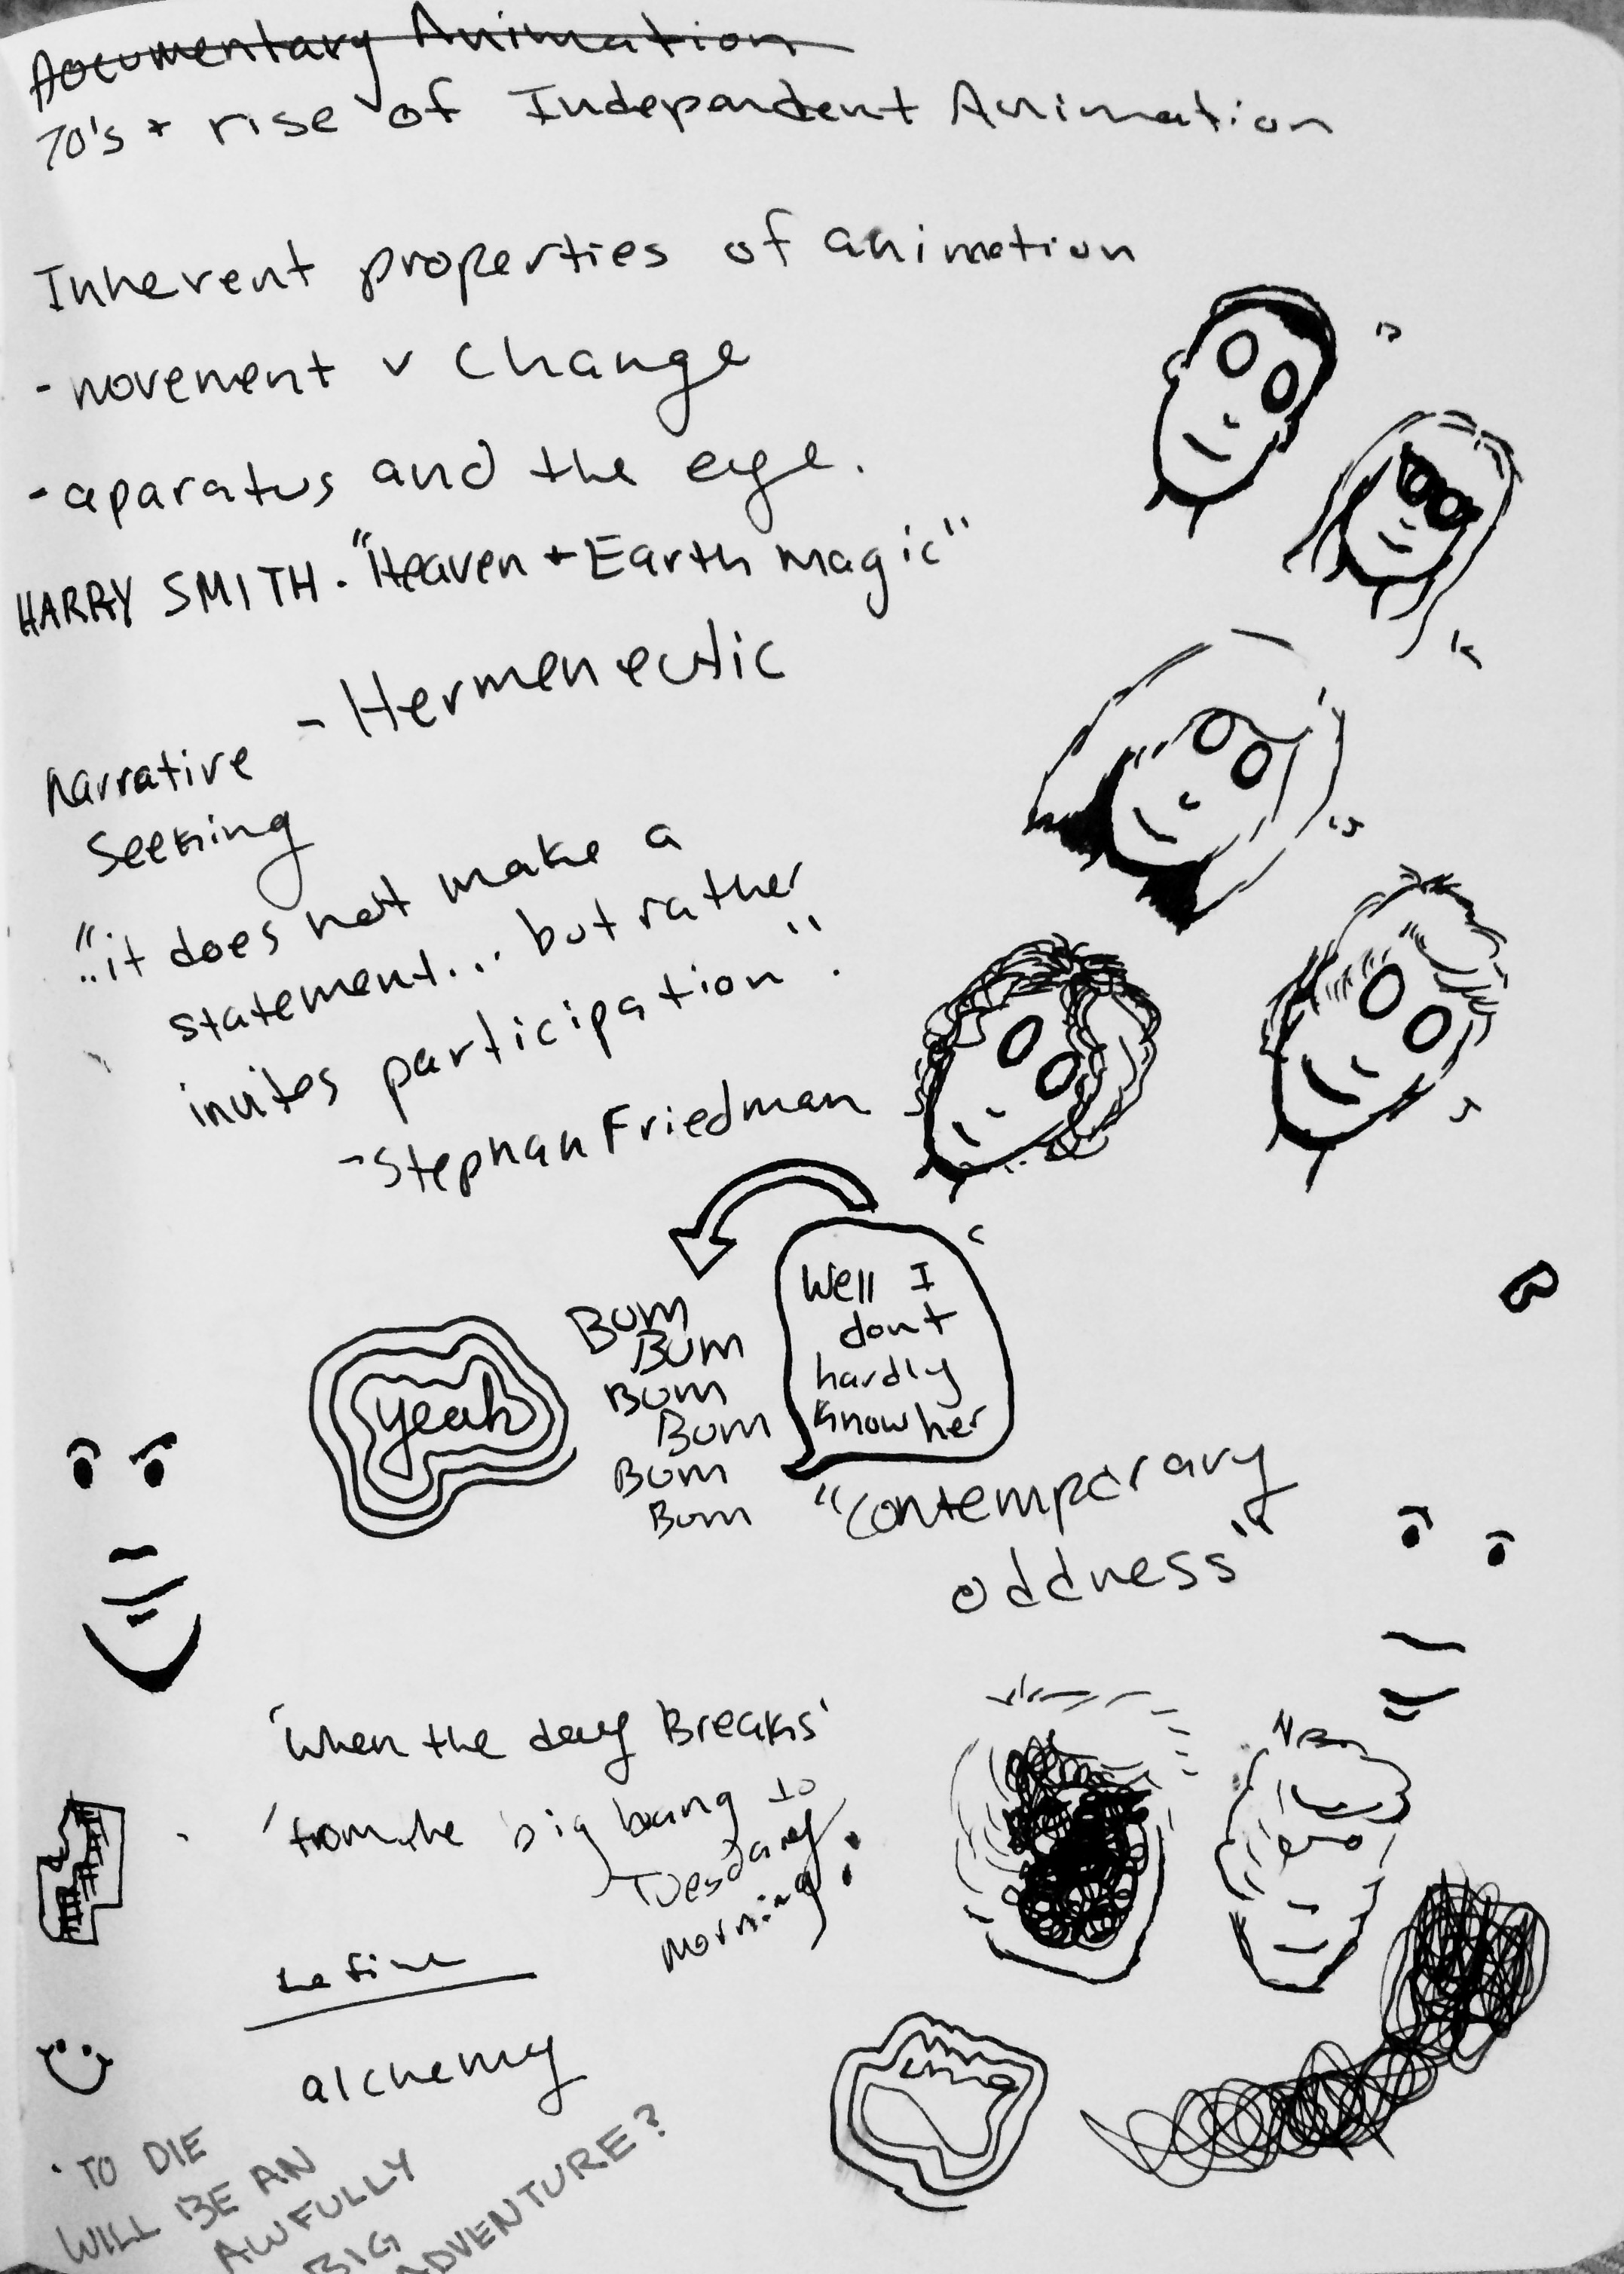 Documentary Animation
70's + rise of Independent Animation
Inherent properties of animation
- movement v change
- aparatus and the eye.
HARRY SMITH - "Heaven + Earth magic"
- Hermeneutic
narrative
seeking
"..it does not make a
statement... but rather
invites participation".
- Stephan Friedman
Well I
dont
hardly
know her
BUM
BUM
BUM
BUM
BUM
BUM
yeah
"contemporary
oddness"
'when the day Breaks'
'from the big bang to
Tuesday
morning'
alchemy
'TO DIE
WILL BE AN
AWFULLY
BIG
ADVENTURE?